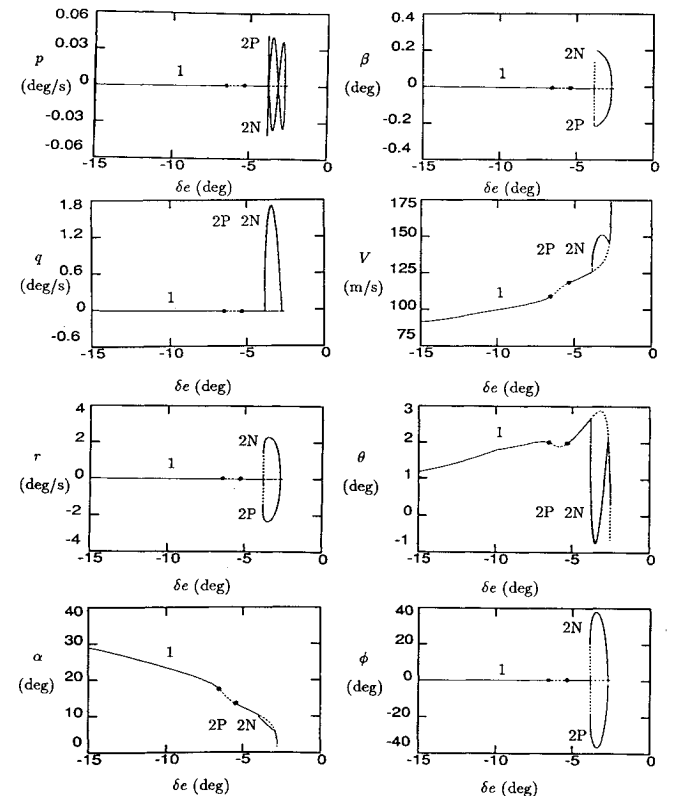 0.06
0.03
0
-0.03
-0.06
p
(deg/s)
1
2P
2N
-15
-10
-5
0
δe (deg)
0.4
0.2
0
-0.2
-0.4
β
(deg)
1
2N
2P
-15
-10
-5
0
δe (deg)
1.8
1.2
0.6
0
-0.6
q
(deg/s)
1
2P 2N
-15
-10
-5
0
δe (deg)
175
150
125
100
75
V
(m/s)
1
2P 2N
-15
-10
-5
0
δe (deg)
4
2
0
-2
-4
r
(deg/s)
1
2N
2P
-15
-10
-5
0
δe (deg)
3
2
1
0
-1
θ
(deg)
1
2P 2N
-15
-10
-5
0
δe (deg)
40
30
20
10
0
α
(deg)
1
2P 2N
-15
-10
-5
0
δe (deg)
40
20
0
-20
-40
φ
(deg)
1
2N
2P
-15
-10
-5
0
δe (deg)